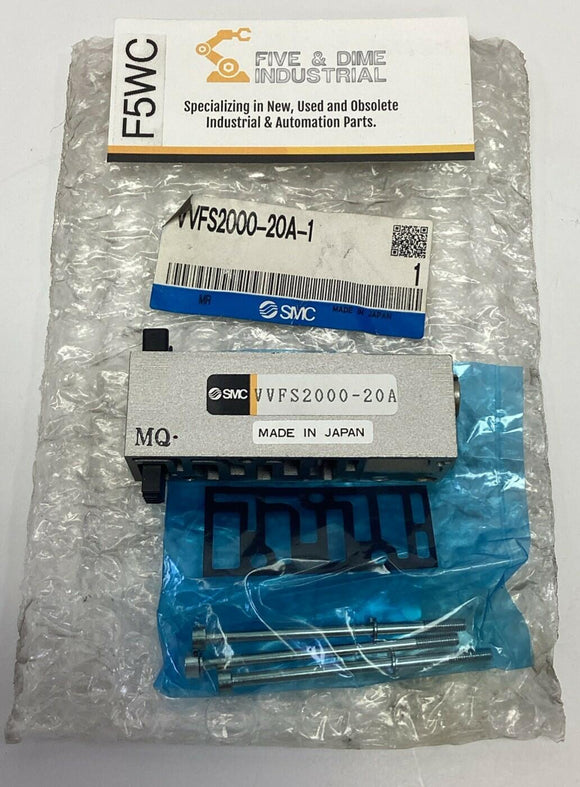 F5WC
FIVE & DIME
INDUSTRIAL
Specializing in New, Used and Obsolete
Industrial & Automation Parts.
VVFS2000-20A-1
1
MR
SMC
MADE IN JAPAN
SMC
VVFS2000-20A
MQ·
MADE IN JAPAN